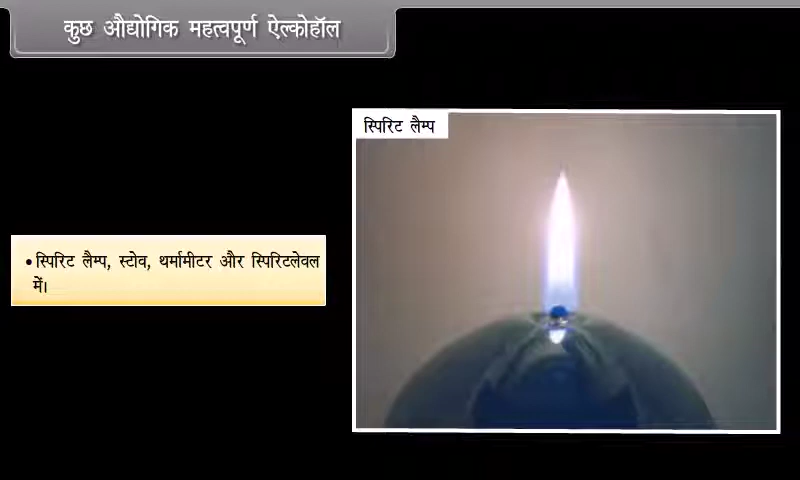 कुछ औद्योगिक महत्वपूर्ण ऐल्कोहॉल
स्पिरिट लैम्प
•स्पिरिट लैम्प, स्टोव, थर्मामीटर और स्पिरिटलेवल
में।